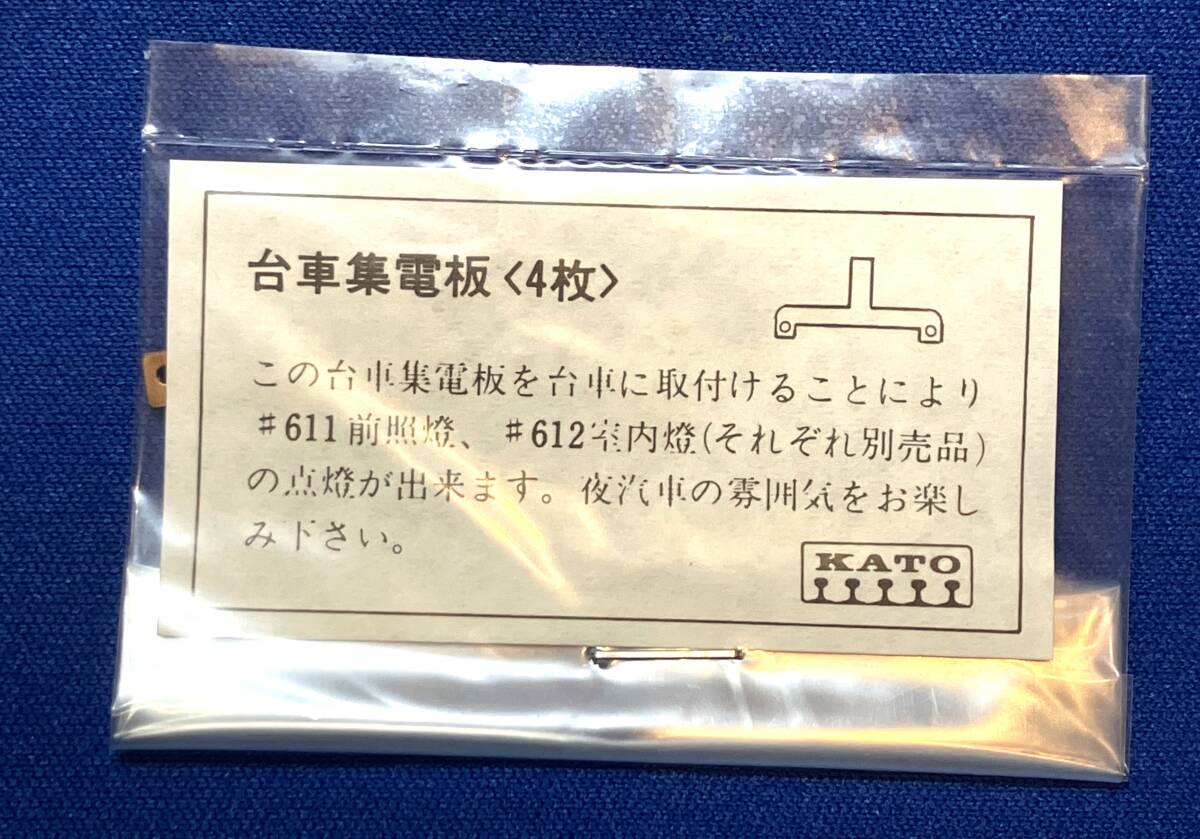 台車集電板〈4枚〉
この台車集電板を台車に取付けることにより
#611前照燈、#612室内燈(それぞれ別売品)
の点燈が出来ます。夜汽車の雰囲気をお楽し
み下さい。
KATO